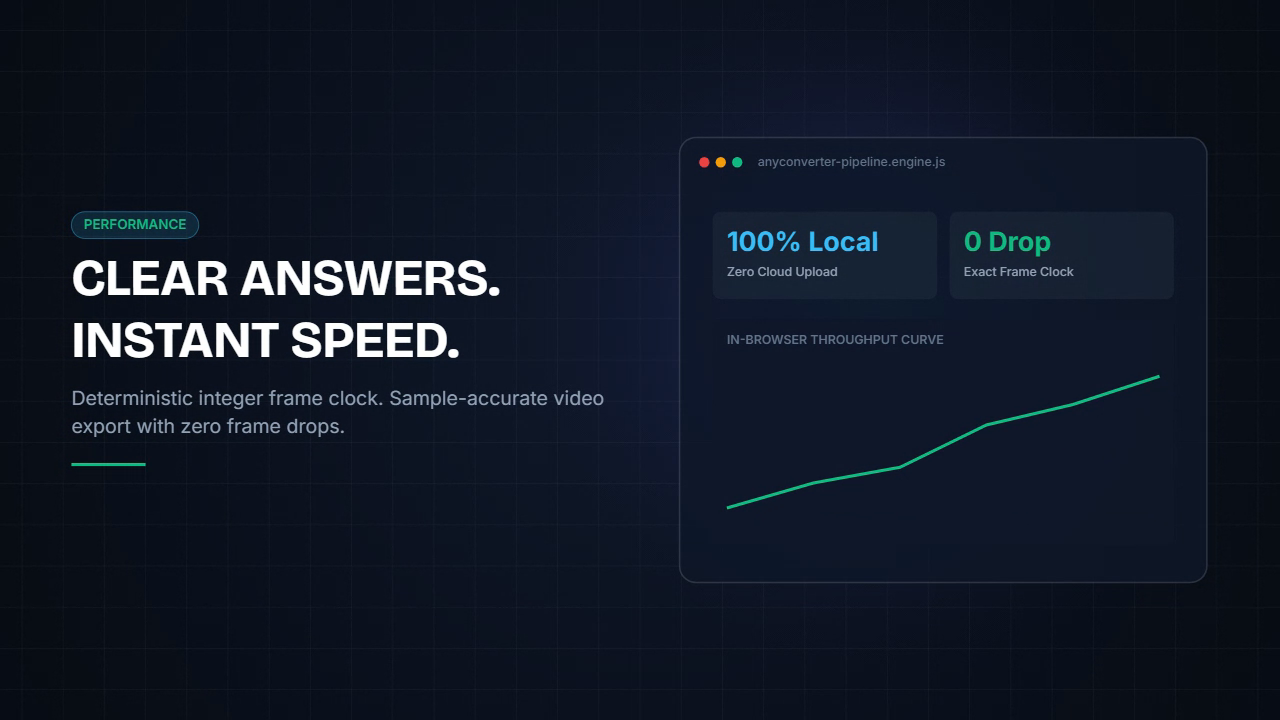 PERFORMANCE
CLEAR ANSWERS.
INSTANT SPEED.
Deterministic integer frame clock. Sample-accurate video
export with zero frame drops.
anyconverter-pipeline.engine.js
100% Local
Zero Cloud Upload
0 Drop
Exact Frame Clock
IN-BROWSER THROUGHPUT CURVE